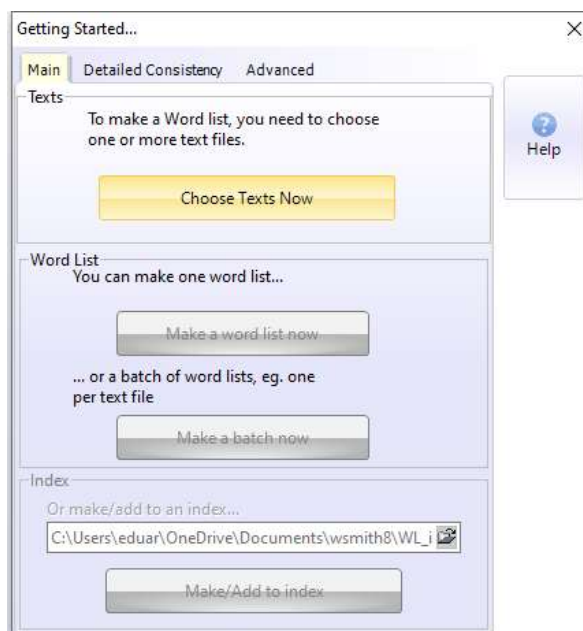 Getting Started...
Main Detailed Consistency Advanced
Texts
To make a Word list, you need to choose
one or more text files.
Choose Texts Now
Help
Word List
You can make one word list...
Make a word list now
... or a batch of word lists, eg. one
per text file
Make a batch now
Index
Or make/add to an index...
C:\Users\eduar\OneDrive\Documents\wsmith8\WL_i
Make/Add to index